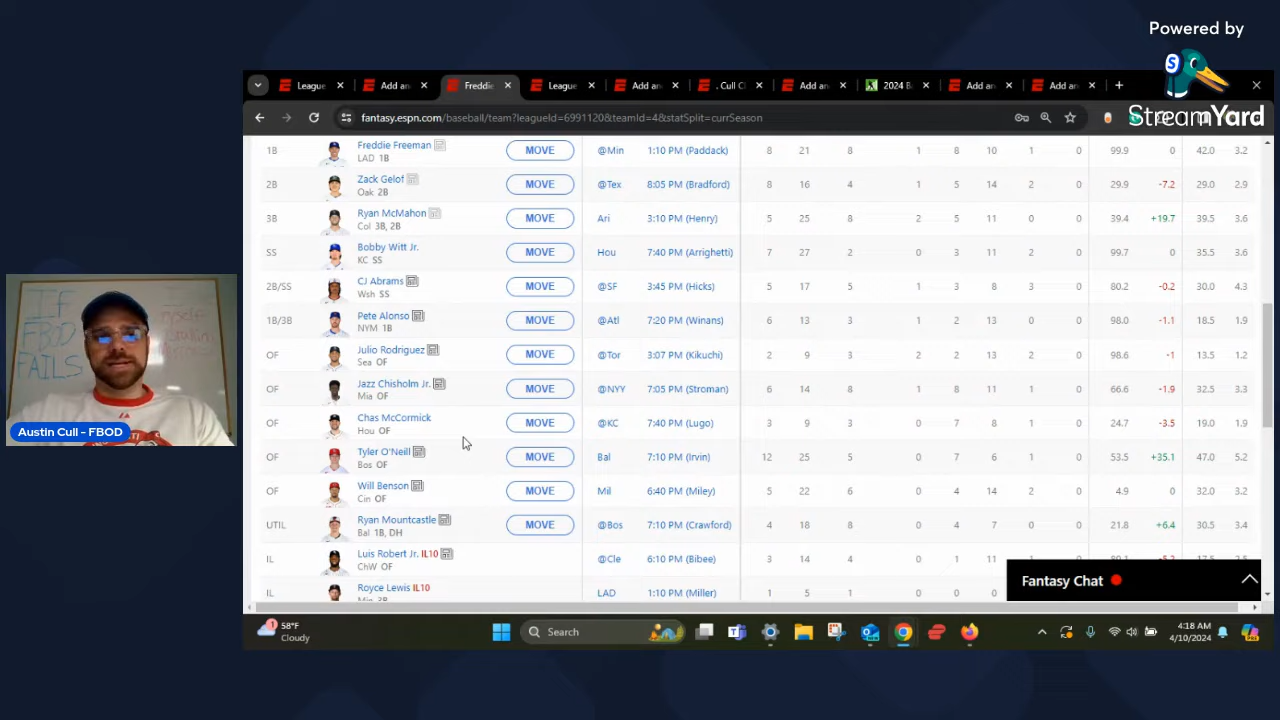 Powered by
StreamYard
League
Add an
Freddie
League
Add an
. Cull C
Add an
2024 B
Add an
Add an
fantasy.espn.com/baseball/team?leagueId=6991120&teamId=4&statSplit=currSeason
1B Freddie Freeman MOVE @Min 1:10 PM (Paddack) 8 21 8 1 8 10 1 0 99.9 0 42.0 3.2
LAD 1B
2B Zack Gelof MOVE @Tex 8:05 PM (Bradford) 8 16 4 1 5 14 2 0 29.9 -7.2 29.0 2.9
Oak 2B
3B Ryan McMahon MOVE Ari 3:10 PM (Henry) 5 25 8 2 5 11 0 0 39.4 +19.7 39.5 3.6
Col 3B, 2B
SS Bobby Witt Jr. MOVE Hou 7:40 PM (Arrighetti) 7 27 2 0 3 11 2 0 99.7 0 35.5 3.6
KC SS
2B/SS CJ Abrams MOVE @SF 3:45 PM (Hicks) 5 17 5 1 3 8 3 0 80.2 -0.2 30.0 4.3
Wsh SS
1B/3B Pete Alonso MOVE @Atl 7:20 PM (Winans) 6 13 3 1 2 13 0 0 98.0 -1.1 18.5 1.9
NYM 1B
OF Julio Rodriguez MOVE @Tor 3:07 PM (Kikuchi) 2 9 3 2 2 13 2 0 98.6 -1 13.5 1.2
Sea OF
OF Jazz Chisholm Jr. MOVE @NYY 7:05 PM (Stroman) 6 14 8 1 8 11 1 0 66.6 -1.9 32.5 3.3
Mia OF
OF Chas McCormick MOVE @KC 7:40 PM (Lugo) 3 9 3 0 7 8 1 0 24.7 -3.5 19.0 1.9
Hou OF
OF Tyler O'Neill MOVE Bal 7:10 PM (Irvin) 12 25 5 0 7 6 1 0 53.5 +35.1 47.0 5.2
Bos OF
OF Will Benson MOVE Mil 6:40 PM (Miley) 5 22 6 0 4 14 2 0 4.9 0 32.0 3.2
Cin OF
UTIL Ryan Mountcastle MOVE @Bos 7:10 PM (Crawford) 4 18 8 0 4 7 0 0 21.8 +6.4 30.5 3.4
Bal 1B, DH
IL Luis Robert Jr. IL10 @Cle 6:10 PM (Bibee) 3 14 4 0 1 11
ChW OF
IL Royce Lewis IL10 LAD 1:10 PM (Miller) 1 5 1 0 0 0
Fantasy Chat
IF
FBOD
FAILS
Austin Cull – FBOD
58°F
Cloudy
Search
4:18 AM
4/10/2024